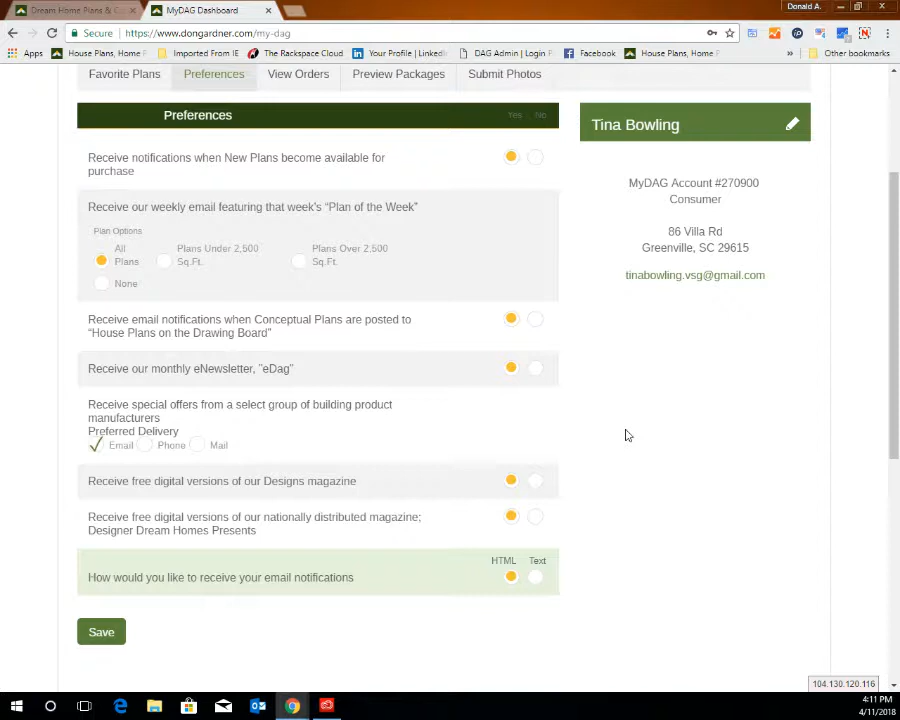 Dream Home Plans & C
MyDAG Dashboard
Donald A.
Secure
https://www.dongardner.com/my-dag
Apps
House Plans, Home F
Imported From IE
The Rackspace Cloud
Your Profile | LinkedI
DAG Admin | Login
Facebook
House Plans, Home F
»
Other bookmarks
Favorite Plans
Preferences
View Orders
Preview Packages
Submit Photos
Preferences
Yes
No
Tina Bowling
Receive notifications when New Plans become available for
purchase
MyDAG Account #270900
Consumer
86 Villa Rd
Greenville, SC 29615
tinabowling.vsg@gmail.com
Receive our weekly email featuring that week's “Plan of the Week”
Plan Options
All
Plans
Plans Under 2,500
Sq.Ft.
Plans Over 2,500
Sq.Ft.
None
Receive email notifications when Conceptual Plans are posted to
“House Plans on the Drawing Board”
Receive our monthly eNewsletter, "eDag"
Receive special offers from a select group of building product
manufacturers
Preferred Delivery
Email
Phone
Mail
Receive free digital versions of our Designs magazine
Receive free digital versions of our nationally distributed magazine;
Designer Dream Homes Presents
HTML
Text
How would you like to receive your email notifications
Save
104.130.120.116
4:11 PM
4/11/2018